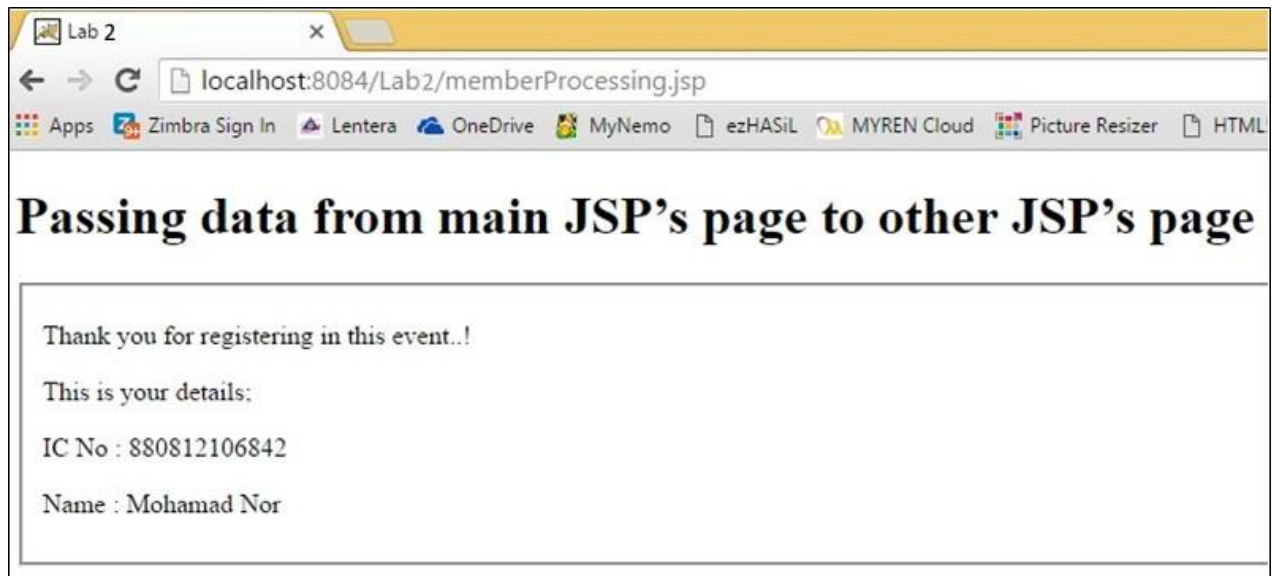 Lab 2
localhost:8084/Lab2/memberProcessing.jsp
Apps Zimbra Sign In Lentera OneDrive MyNemo ezHASiL MYREN Cloud Picture Resizer HTML
Passing data from main JSP’s page to other JSP’s page
Thank you for registering in this event..!
This is your details;
IC No : 880812106842
Name : Mohamad Nor